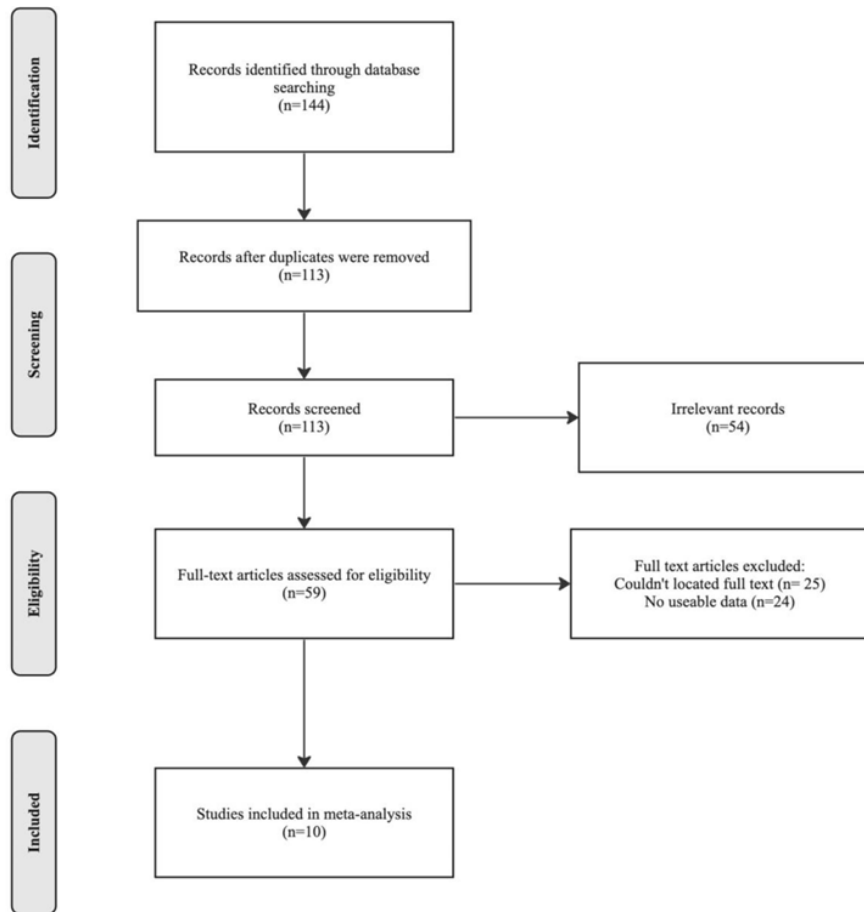 Identification
Records identified through database
searching
(n=144)
Screening
Records after duplicates were removed
(n=113)
Records screened
(n=113)
Irrelevant records
(n=54)
Eligibility
Full-text articles assessed for eligibility
(n=59)
Full text articles excluded:
Couldn't located full text (n= 25)
No useable data (n=24)
Included
Studies included in meta-analysis
(n=10)